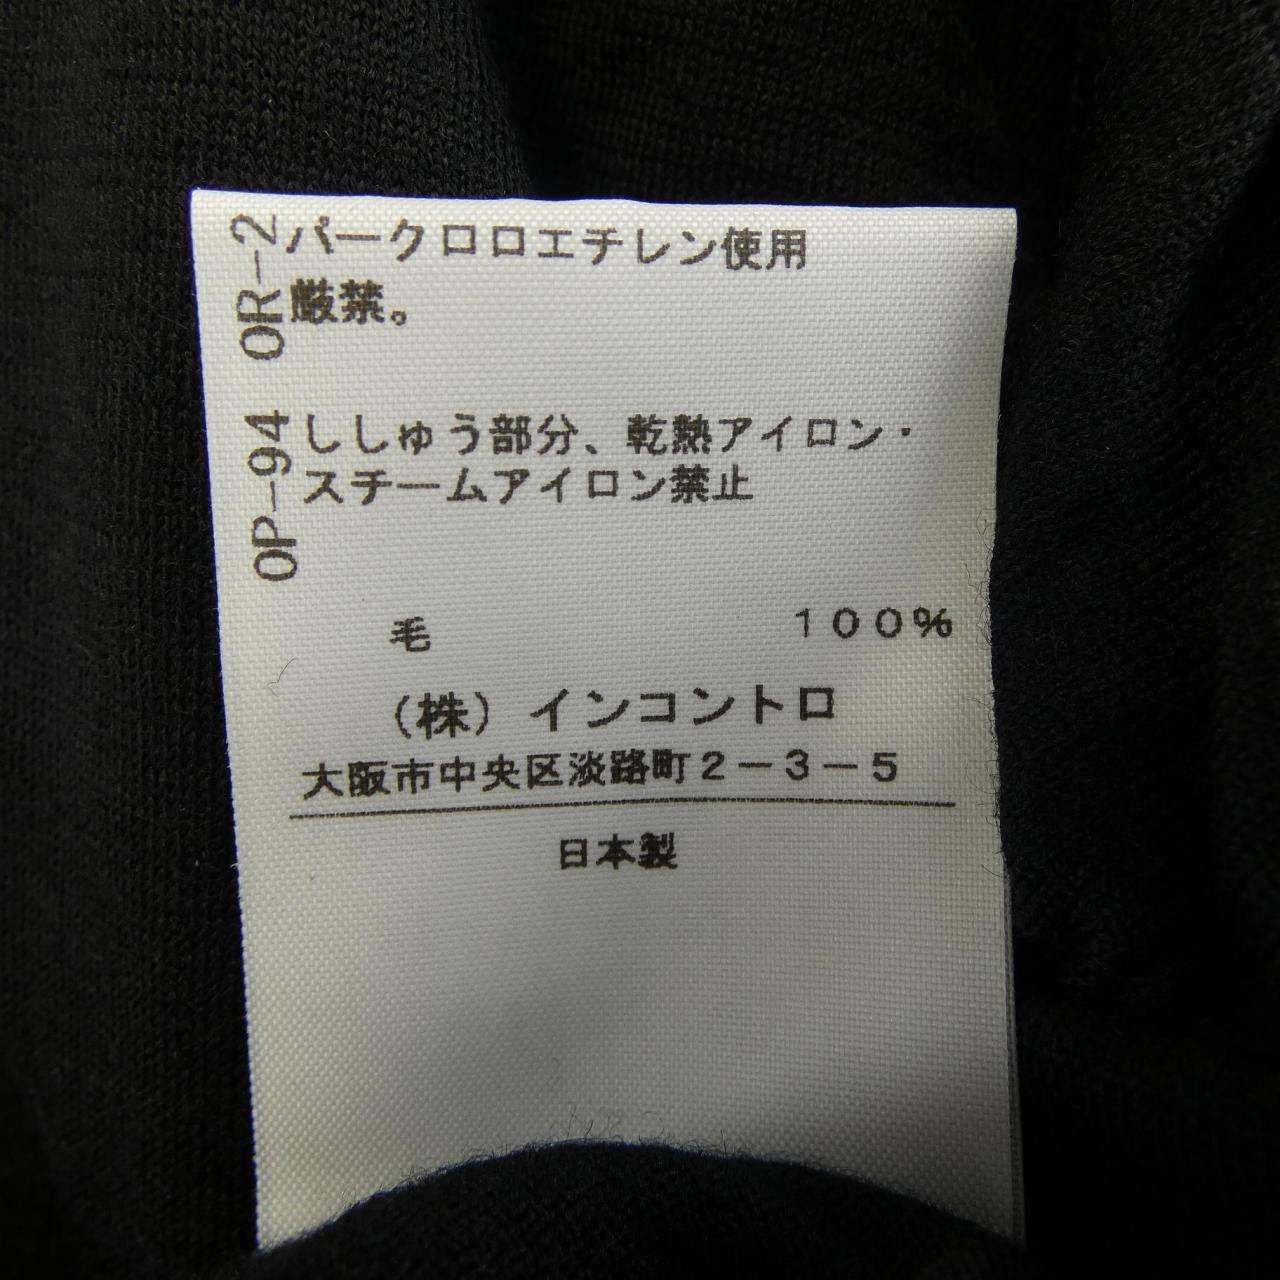 パークロロエチレン使用
厳禁。
ししゅう部分、乾熱アイロン・
スチームアイロン禁止
毛 100%
(株) インコントロ
大阪市中央区淡路町2-3-5
日本製
OP-94 OR-2